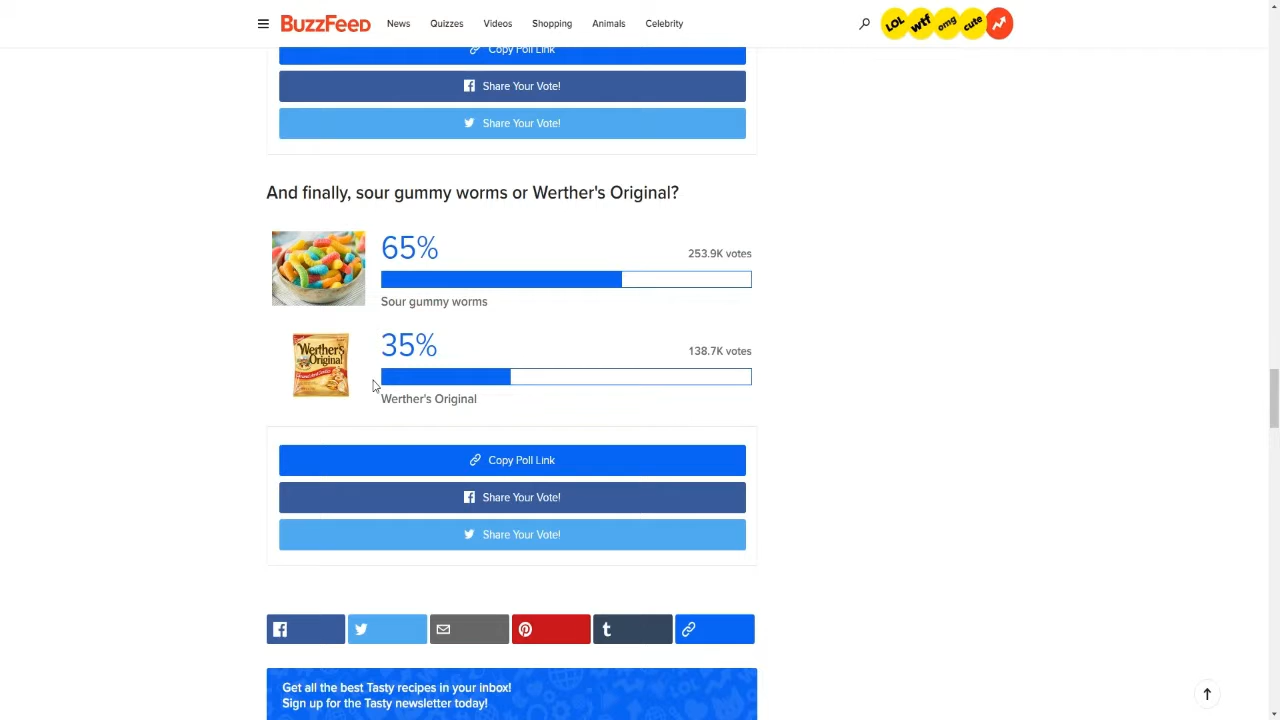 BuzzFeed News Quizzes Videos Shopping Animals Celebrity LOL wtf omg cute
Copy Poll Link
Share Your Vote!
Share Your Vote!
And finally, sour gummy worms or Werther's Original?
65%
253.9K votes
Sour gummy worms
Werther's
Original
35%
138.7K votes
Werther's Original
Copy Poll Link
Share Your Vote!
Share Your Vote!
Get all the best Tasty recipes in your inbox!
Sign up for the Tasty newsletter today!